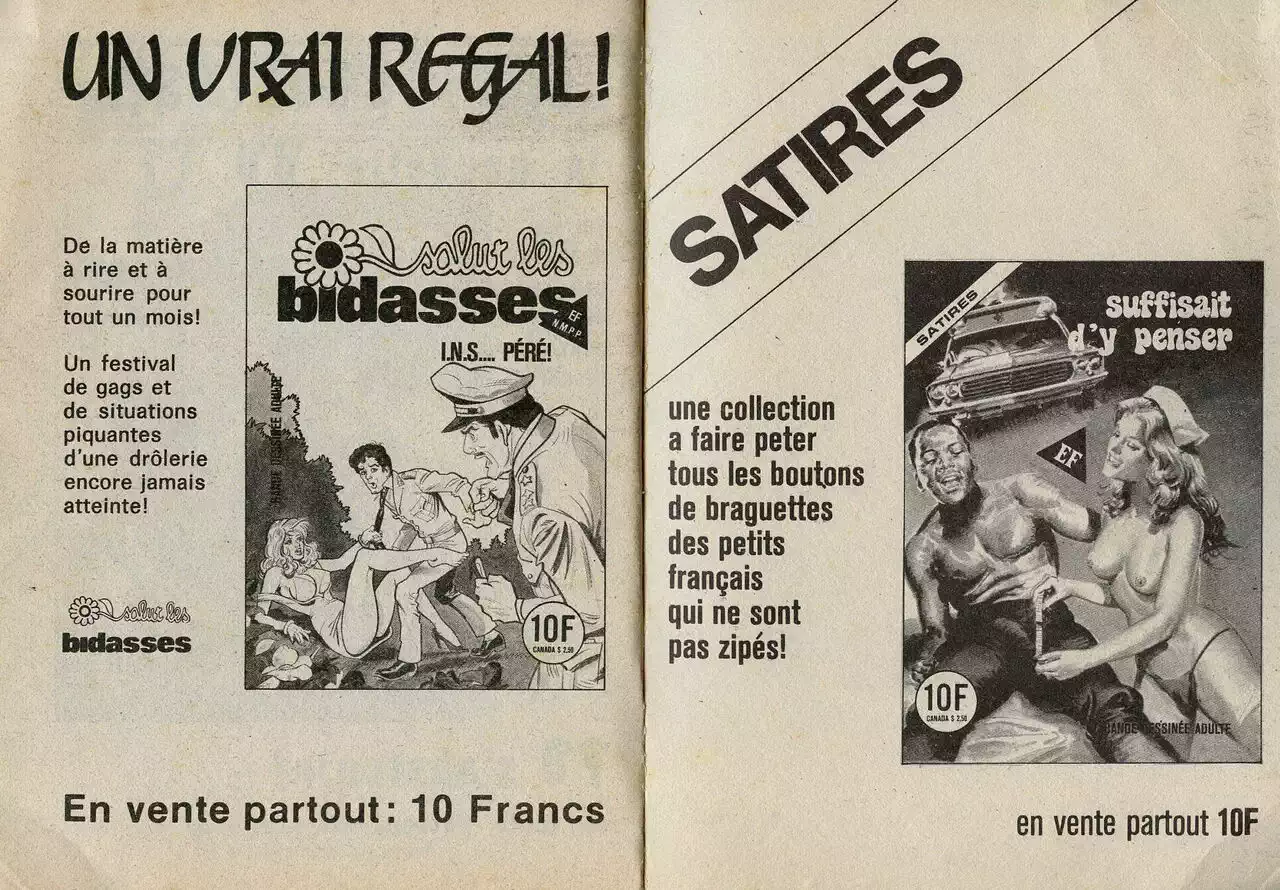 UN VRAI REGAL!
De la matière
à rire et à
sourire pour
tout un mois!
Un festival
de gags et
de situations
piquantes
d'une drôlerie
encore jamais
atteinte!
salut les
bidasses
salut les
bidasses
EF
N.M.P.P.
I.N.S.... PÉRÉ!
BANDE DESSINÉE ADULTE
10F
CANADA $ 2.50
En vente partout: 10 Francs
SATIRES
une collection
a faire peter
tous les boutons
de braguettes
des petits
français
qui ne sont
pas zipés!
SATIRES
suffisait
d'y penser
EF
10F
CANADA $ 2.50
BANDE DESSINÉE ADULTE
en vente partout 10F